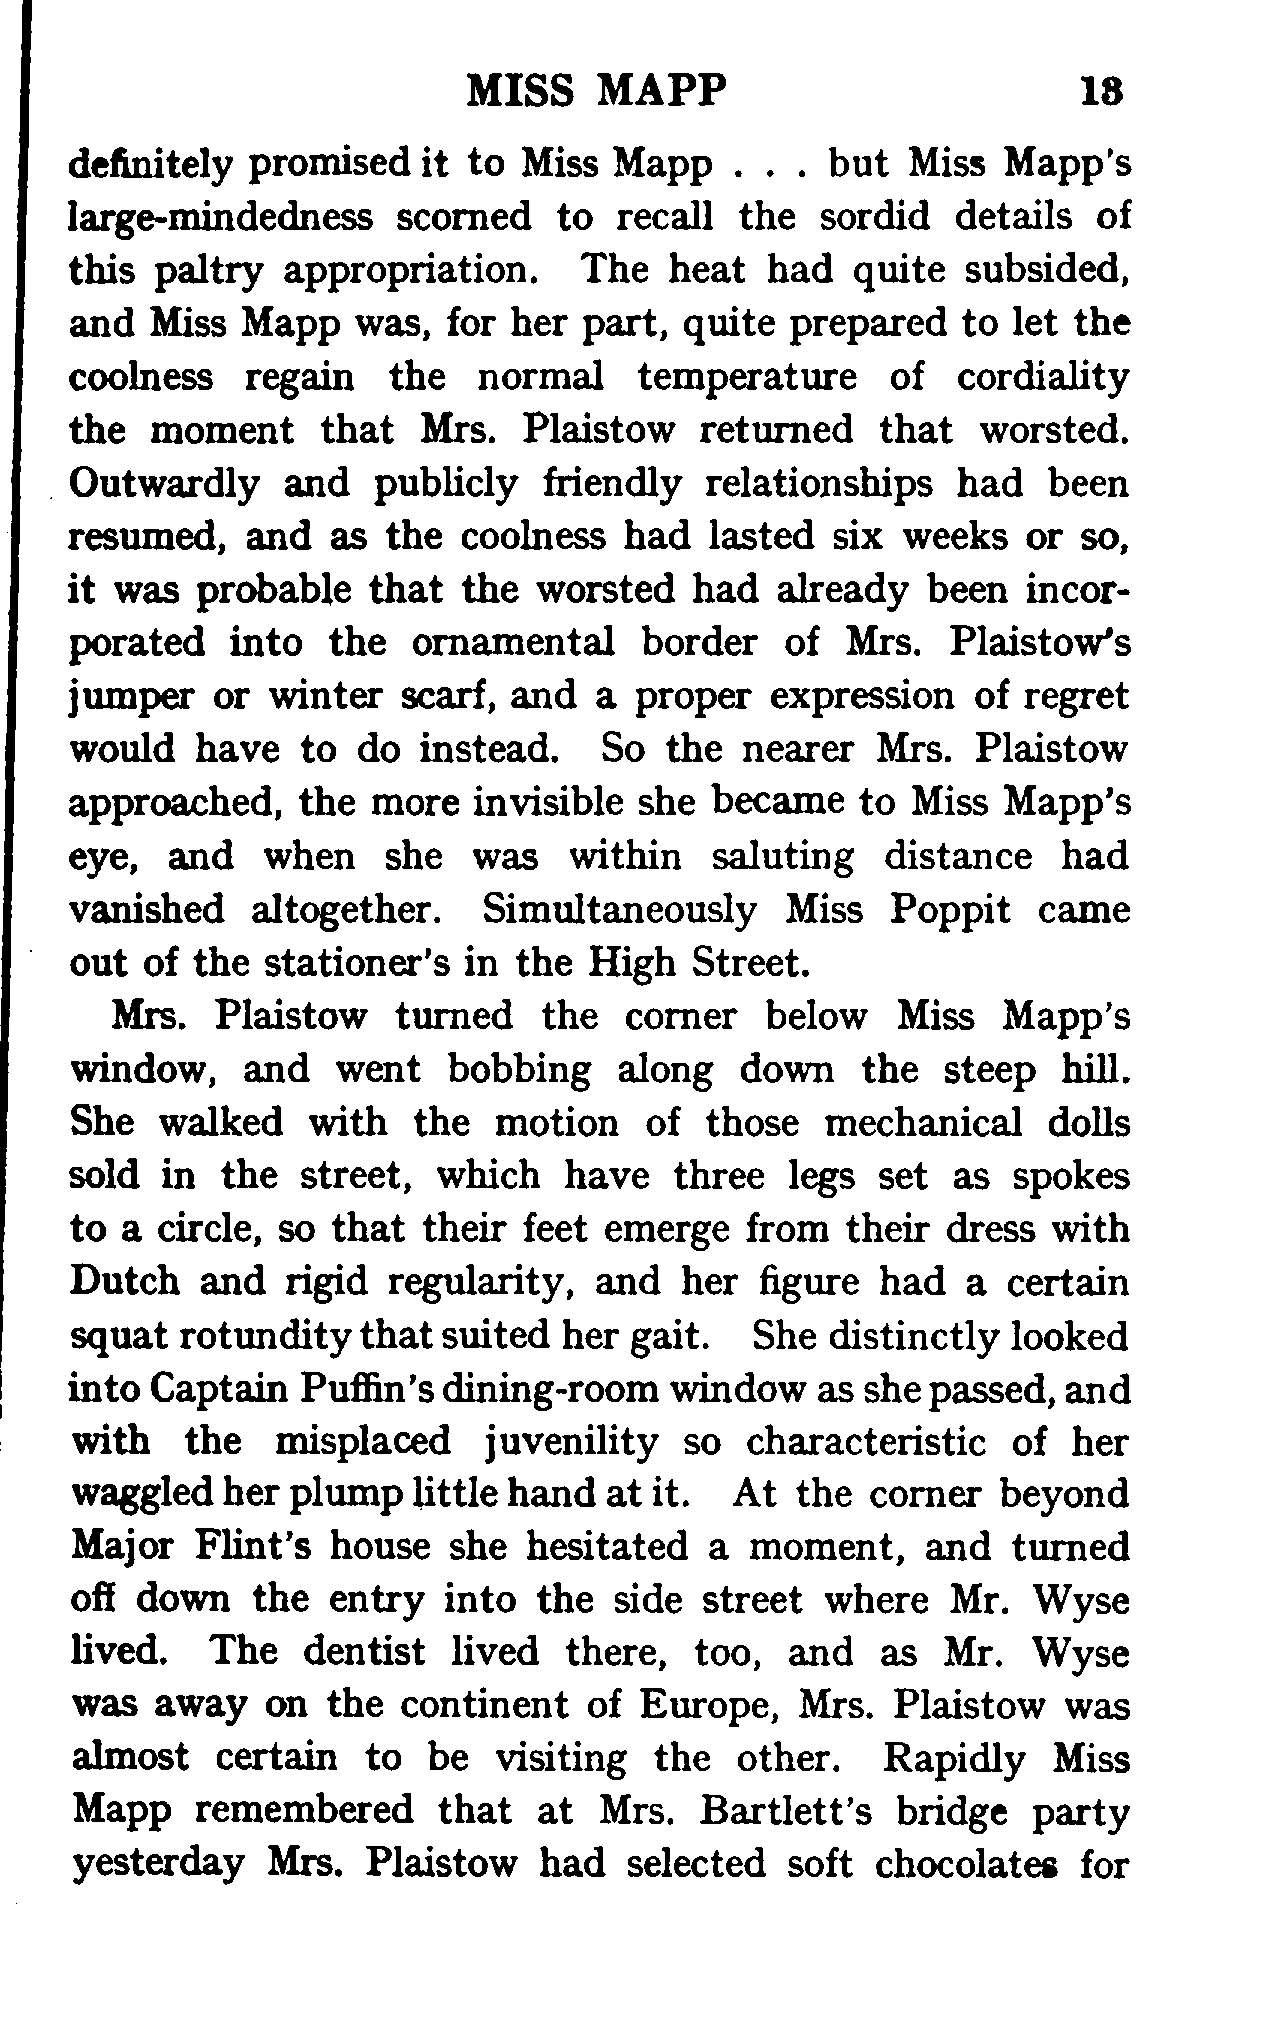 MISS MAPP 13
definitely promised it to Miss Mapp . . . but Miss Mapp's
large-mindedness scorned to recall the sordid details of
this paltry appropriation. The heat had quite subsided,
and Miss Mapp was, for her part, quite prepared to let the
coolness regain the normal temperature of cordiality
the moment that Mrs. Plaistow returned that worsted.
Outwardly and publicly friendly relationships had been
resumed, and as the coolness had lasted six weeks or so,
it was probable that the worsted had already been incor-
porated into the ornamental border of Mrs. Plaistow's
jumper or winter scarf, and a proper expression of regret
would have to do instead. So the nearer Mrs. Plaistow
approached, the more invisible she became to Miss Mapp's
eye, and when she was within saluting distance had
vanished altogether. Simultaneously Miss Poppit came
out of the stationer's in the High Street.
Mrs. Plaistow turned the corner below Miss Mapp's
window, and went bobbing along down the steep hill.
She walked with the motion of those mechanical dolls
sold in the street, which have three legs set as spokes
to a circle, so that their feet emerge from their dress with
Dutch and rigid regularity, and her figure had a certain
squat rotundity that suited her gait. She distinctly looked
into Captain Puffin's dining-room window as she passed, and
with the misplaced juvenility so characteristic of her
waggled her plump little hand at it. At the corner beyond
Major Flint's house she hesitated a moment, and turned
off down the entry into the side street where Mr. Wyse
lived. The dentist lived there, too, and as Mr. Wyse
was away on the continent of Europe, Mrs. Plaistow was
almost certain to be visiting the other. Rapidly Miss
Mapp remembered that at Mrs. Bartlett's bridge party
yesterday Mrs. Plaistow had selected soft chocolates for